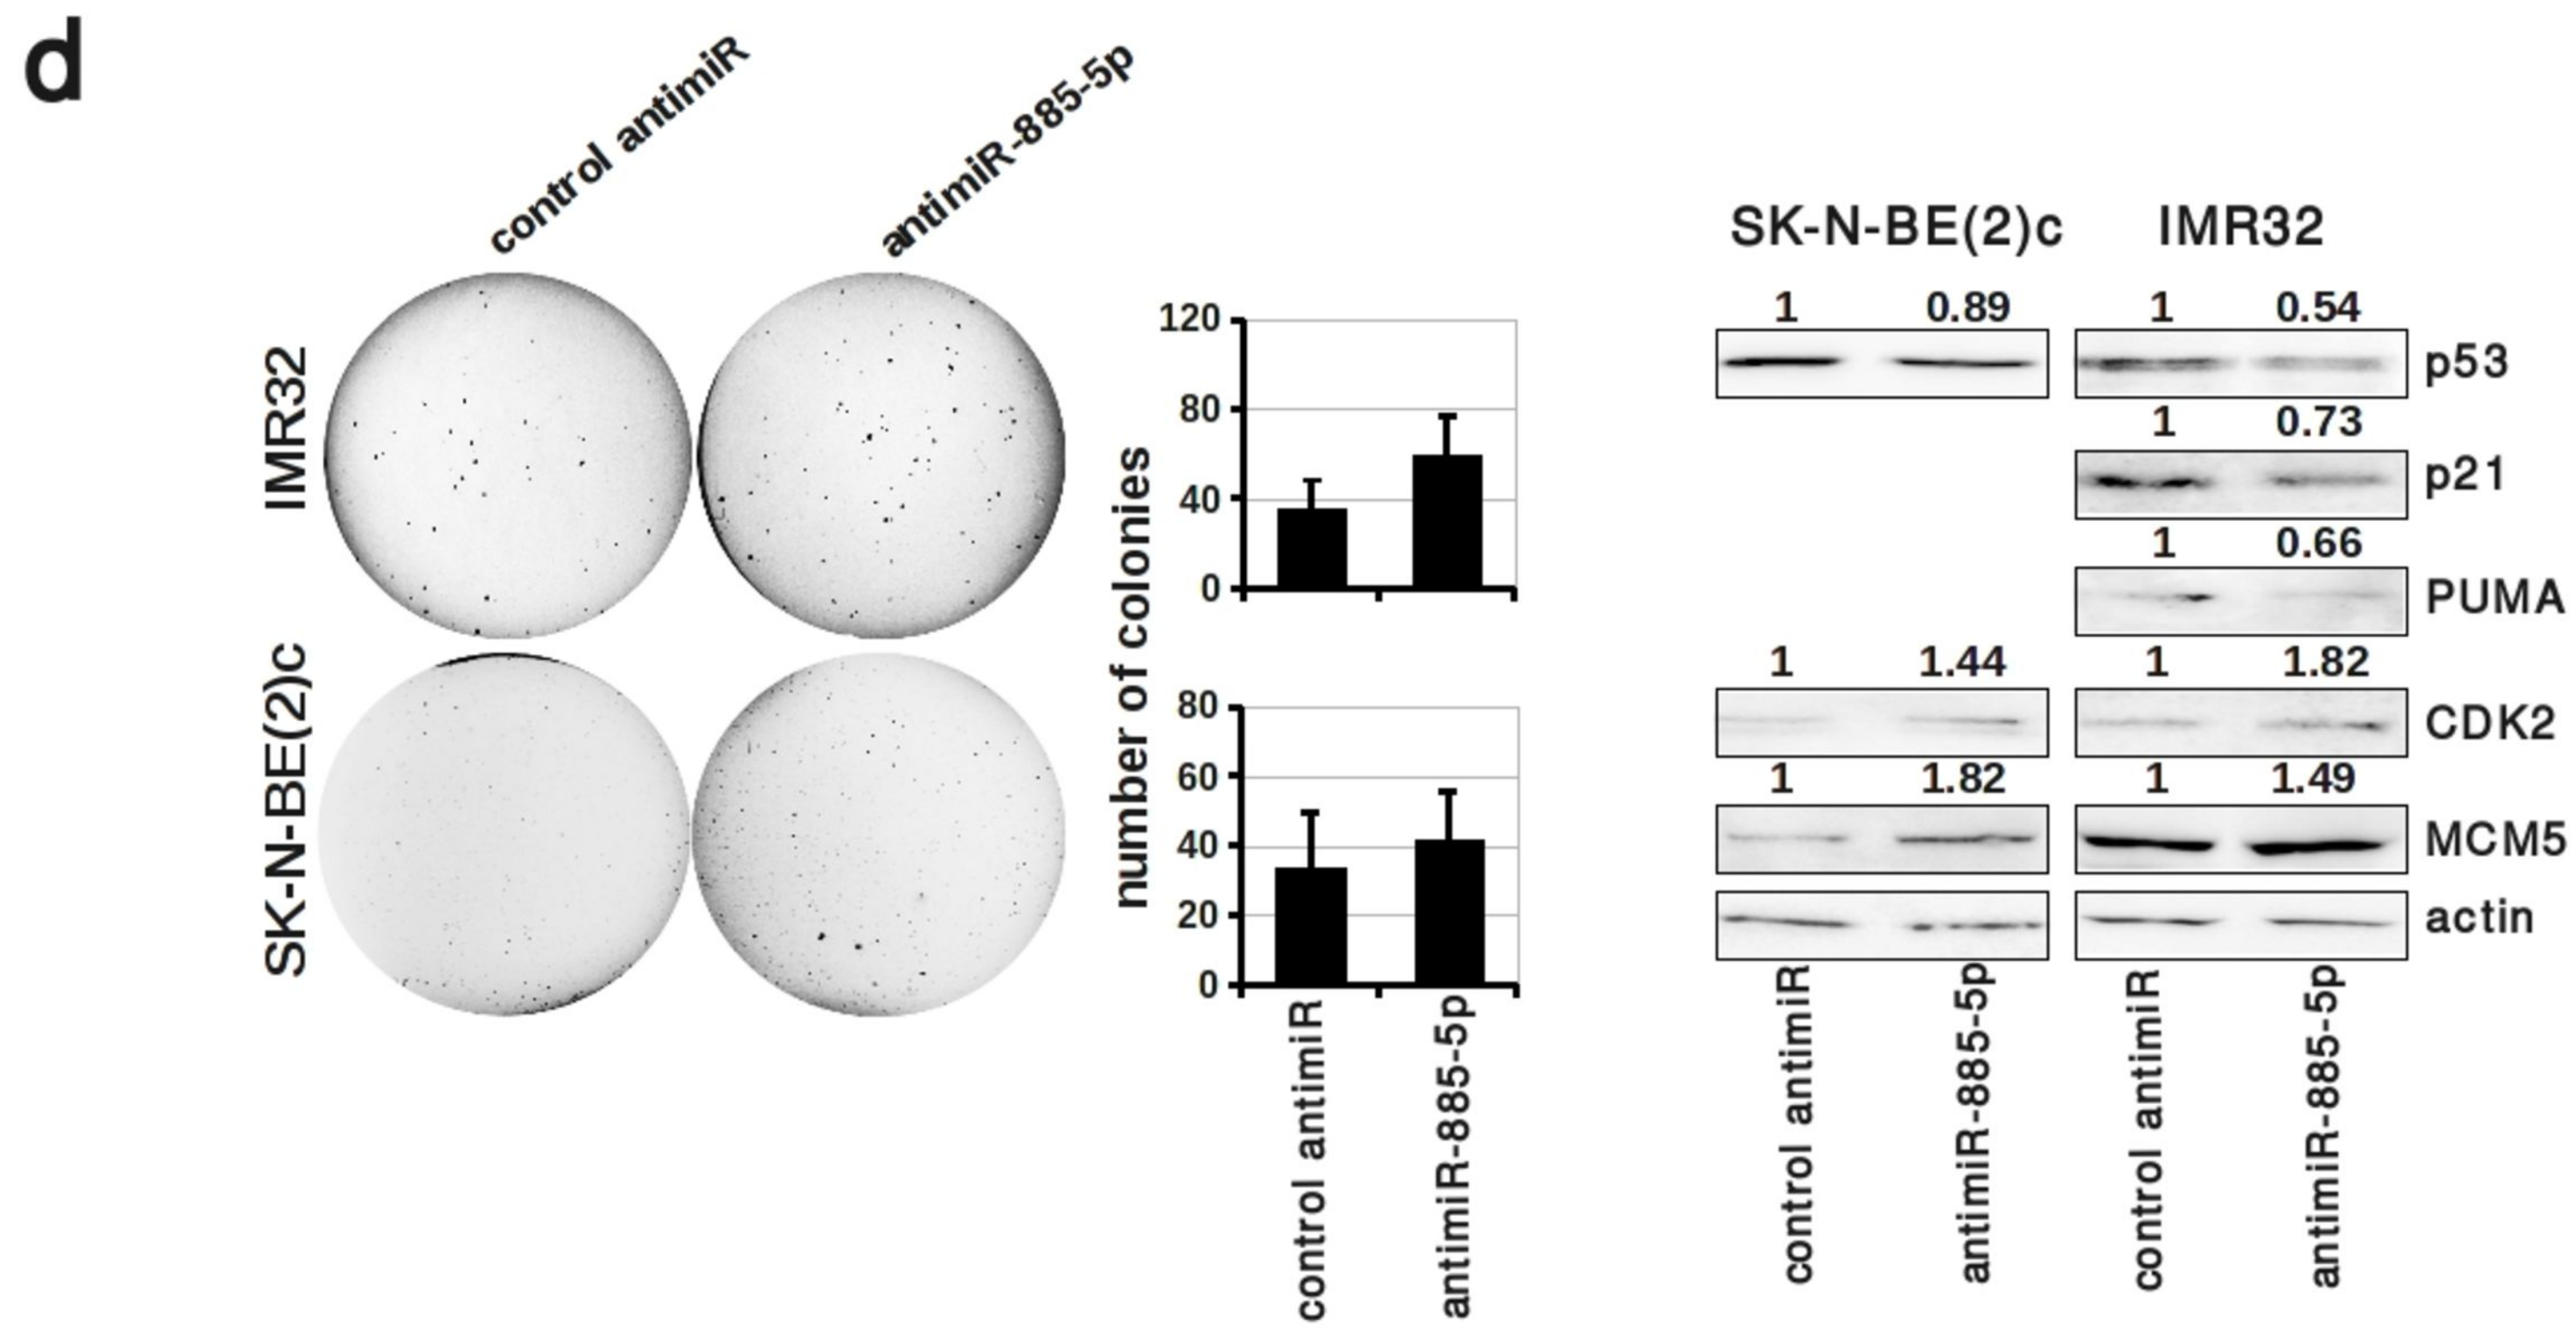 d
control antimiR
antimiR-885-5p
IMR32
SK-N-BE(2)c
number of colonies
120
80
40
0
80
60
40
20
0
control antimiR
antimiR-885-5p
SK-N-BE(2)c IMR32
1 0.89 1 0.54
p53
1 0.73
p21
1 0.66
PUMA
1 1.44 1 1.82
CDK2
1 1.82 1 1.49
MCM5
actin
control antimiR
antimiR-885-5p
control antimiR
antimiR-885-5p